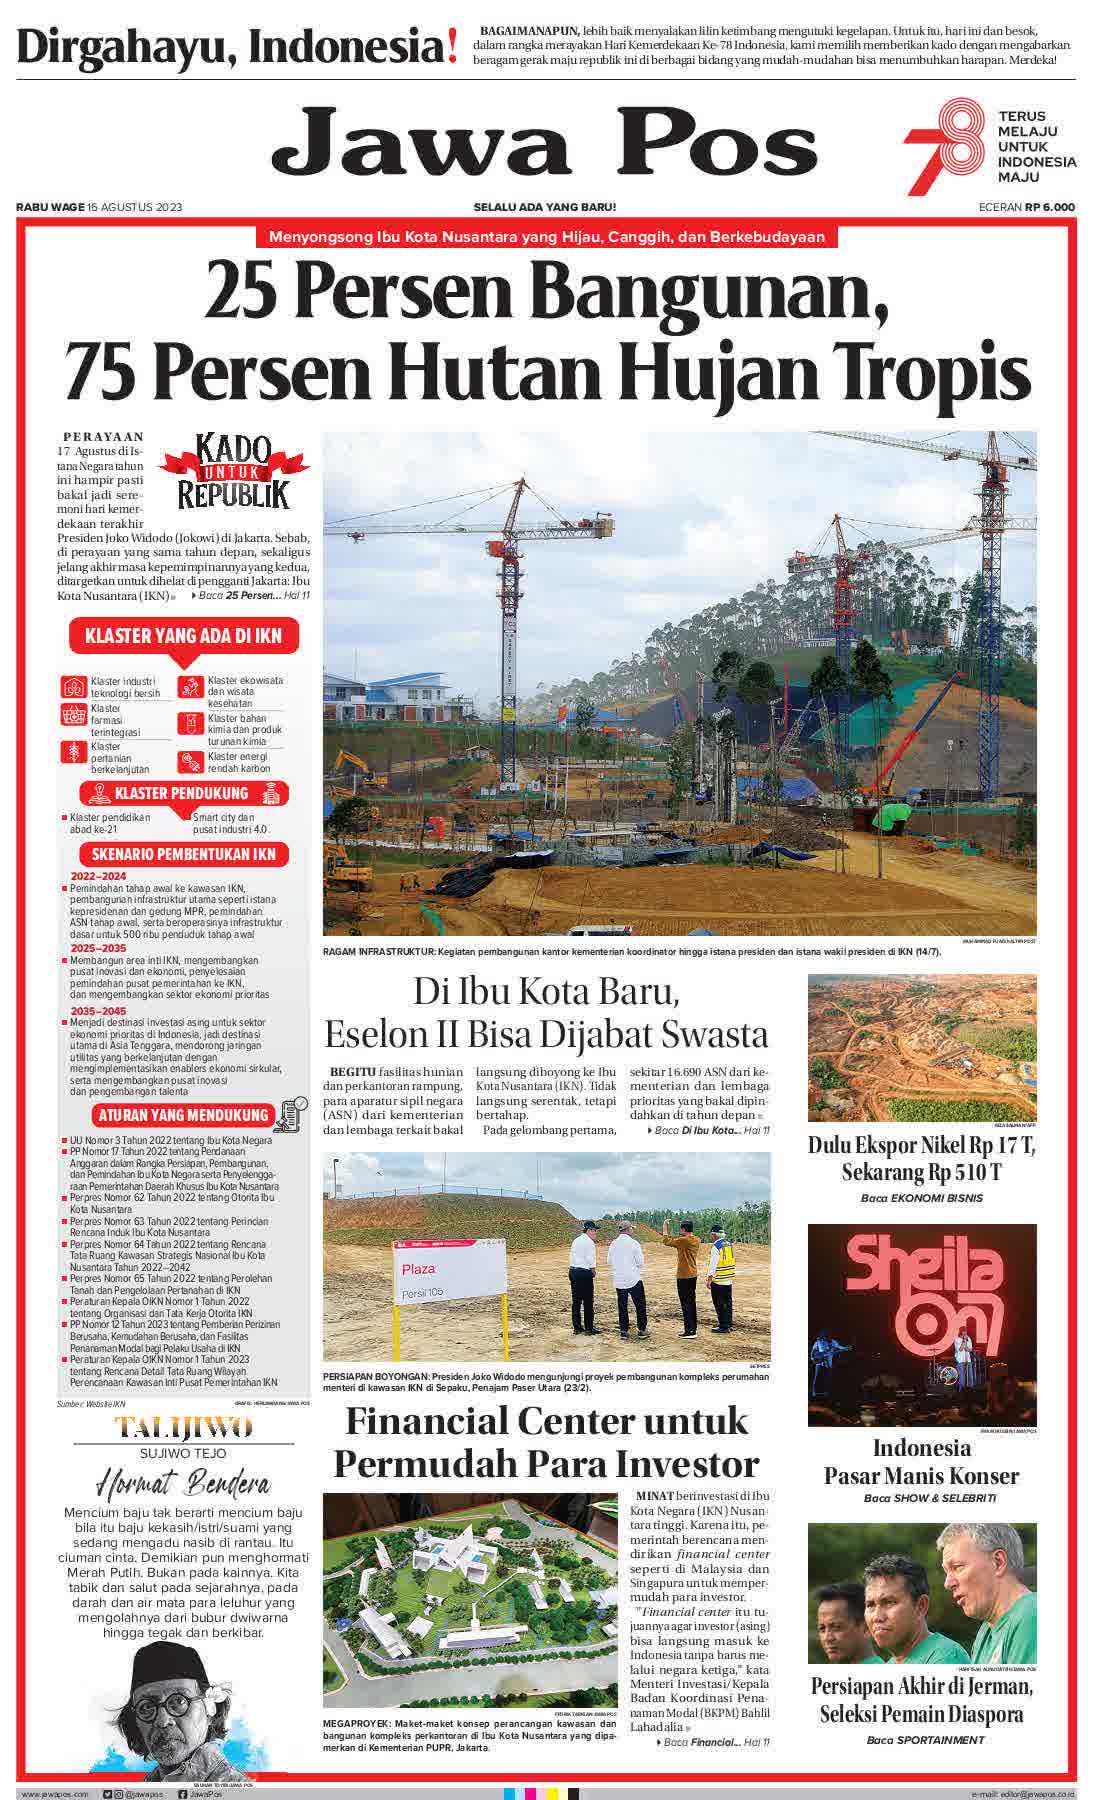 Dirgahayu, Indonesia!
BAGAIMANAPUN, lebih baik menyalakan lilin ketimbang mengutuki kegelapan. Untuk itu, hari ini dan besok,
dalam rangka merayakan Hari Kemerdekaan Ke-78 Indonesia, kami memilih memberikan kado dengan mengabarkan
beragam gerak maju republik ini di berbagai bidang yang mudah-mudahan bisa menumbuhkan harapan. Merdeka!
Jawa Pos
78
TERUS
MELAJU
UNTUK
INDONESIA
MAJU
RABU WAGE 16 AGUSTUS 2023
SELALU ADA YANG BARU!
ECERAN RP 6.000
Menyongsong Ibu Kota Nusantara yang Hijau, Canggih, dan Berkebudayaan
25 Persen Bangunan,
75 Persen Hutan Hujan Tropis
PERAYAAN
17 Agustus di Is-
tana Negara tahun
ini hampir pasti
bakal jadi sere-
moni hari kemer-
dekaan terakhir
Presiden Joko Widodo (Jokowi) di Jakarta. Sebab,
di perayaan yang sama tahun depan, sekaligus
jelang akhir masa kepemimpinannya yang kedua,
ditargetkan untuk dihelat di pengganti Jakarta: Ibu
Kota Nusantara (IKN) »
Baca 25 Persen... Hal 11
KADO
UNTUK
REPUBLIK
KLASTER YANG ADA DI IKN
Klaster industri
teknologi bersih
Klaster
farmasi
terintegrasi
Klaster
pertanian
berkelanjutan
Klaster ekowisata
dan wisata
kesehatan
Klaster bahan
kimia dan produk
turunan kimia
Klaster energi
rendah karbon
KLASTER PENDUKUNG
Klaster pendidikan
abad ke-21
Smart city dan
pusat industri 4.0
SKENARIO PEMBENTUKAN IKN
2022–2024
Pemindahan tahap awal ke kawasan IKN,
pembangunan infrastruktur utama seperti istana
kepresidenan dan gedung MPR, pemindahan
ASN tahap awal, serta beroperasinya infrastruktur
dasar untuk 500 ribu penduduk tahap awal
2025–2035
Membangun area inti IKN, mengembangkan
pusat inovasi dan ekonomi, penyelesaian
pemindahan pusat pemerintahan ke IKN,
dan mengembangkan sektor ekonomi prioritas
2035–2045
Menjadi destinasi investasi asing untuk sektor
ekonomi prioritas di Indonesia, jadi destinasi
utama di Asia Tenggara, mendorong jaringan
utilitas yang berkelanjutan dengan
mengimplementasikan enablers ekonomi sirkular,
serta mengembangkan pusat inovasi
dan pengembangan talenta
ATURAN YANG MENDUKUNG
UU Nomor 3 Tahun 2022 tentang Ibu Kota Negara
PP Nomor 17 Tahun 2022 tentang Pendanaan
Anggaran dalam Rangka Persiapan, Pembangunan,
dan Pemindahan Ibu Kota Negara serta Penyelengga-
raan Pemerintahan Daerah Khusus Ibu Kota Nusantara
Perpres Nomor 62 Tahun 2022 tentang Otorita Ibu
Kota Nusantara
Perpres Nomor 63 Tahun 2022 tentang Perincian
Rencana Induk Ibu Kota Nusantara
Perpres Nomor 64 Tahun 2022 tentang Rencana
Tata Ruang Kawasan Strategis Nasional Ibu Kota
Nusantara Tahun 2022–2042
Perpres Nomor 65 Tahun 2022 tentang Perolehan
Tanah dan Pengelolaan Pertanahan di IKN
Peraturan Kepala OIKN Nomor 1 Tahun 2022
tentang Organisasi dan Tata Kerja Otorita IKN
PP Nomor 12 Tahun 2023 tentang Pemberian Perizinan
Berusaha, Kemudahan Berusaha, dan Fasilitas
Penanaman Modal bagi Pelaku Usaha di IKN
Peraturan Kepala OIKN Nomor 1 Tahun 2023
tentang Rencana Detail Tata Ruang Wilayah
Perencanaan Kawasan Inti Pusat Pemerintahan IKN
Sumber: Website IKN
TALIJIWO
SUJIWO TEJO
Hormat Bendera
Mencium baju tak berarti mencium baju
bila itu baju kekasih/istri/suami yang
sedang mengadu nasib di rantau. Itu
ciuman cinta. Demikian pun menghormati
Merah Putih. Bukan pada kainnya. Kita
tabik dan salut pada sejarahnya, pada
darah dan air mata para leluhur yang
mengolahnya dari bubur dwiwarna
hingga tegak dan berkibar.
RAGAM INFRASTRUKTUR: Kegiatan pembangunan kantor kementerian koordinator hingga istana presiden dan istana wakil presiden di IKN (14/7).
Di Ibu Kota Baru,
Eselon II Bisa Dijabat Swasta
BEGITU fasilitas hunian
dan perkantoran rampung,
para aparatur sipil negara
(ASN) dari kementerian
dan lembaga terkait bakal
langsung diboyong ke Ibu
Kota Nusantara (IKN). Tidak
langsung serentak, tetapi
bertahap.
Pada gelombang pertama,
sekitar 16.690 ASN dari ke-
menterian dan lembaga
prioritas yang bakal dipin-
dahkan di tahun depan »
Baca Di Ibu Kota... Hal 11
Plaza
Persil 105
SETPRES
PERSIAPAN BOYONGAN: Presiden Joko Widodo mengunjungi proyek pembangunan kompleks perumahan
menteri di kawasan IKN di Sepaku, Penajam Paser Utara (23/2).
Financial Center untuk
Permudah Para Investor
MEGAPROYEK: Maket-maket konsep perancangan kawasan dan
bangunan kompleks perkantoran di Ibu Kota Nusantara yang dipa-
merkan di Kementerian PUPR, Jakarta.
MINAT berinvestasi di Ibu
Kota Negara (IKN) Nusan-
tara tinggi. Karena itu, pe-
merintah berencana men-
dirikan financial center
seperti di Malaysia dan
Singapura untuk memper-
mudah para investor.
"Financial center itu tu-
juannya agar investor (asing)
bisa langsung masuk ke
Indonesia tanpa harus me-
lalui negara ketiga," kata
Menteri Investasi/Kepala
Badan Koordinasi Pena-
naman Modal (BKPM) Bahlil
Lahadalia »
Baca Financial... Hal 11
Dulu Ekspor Nikel Rp 17 T,
Sekarang Rp 510 T
Baca EKONOMI BISNIS
Sheila
On7
Indonesia
Pasar Manis Konser
Baca SHOW & SELEBRITI
Persiapan Akhir di Jerman,
Seleksi Pemain Diaspora
Baca SPORTAINMENT
www.jawapos.com
@jawapos
JawaPos
e-mail: editor@jawapos.co.id